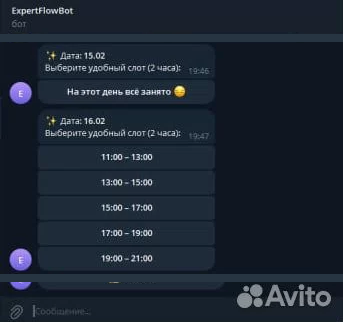 ExpertFlowBot
бот
✨ Дата: 15.02
Выберите удобный слот (2 часа):
19:46
На этот день всё занято 😔
E
✨ Дата: 16.02
Выберите удобный слот (2 часа):
19:47
11:00 – 13:00
13:00 – 15:00
15:00 – 17:00
17:00 – 19:00
19:00 – 21:00
E
Сообщение...
Avito